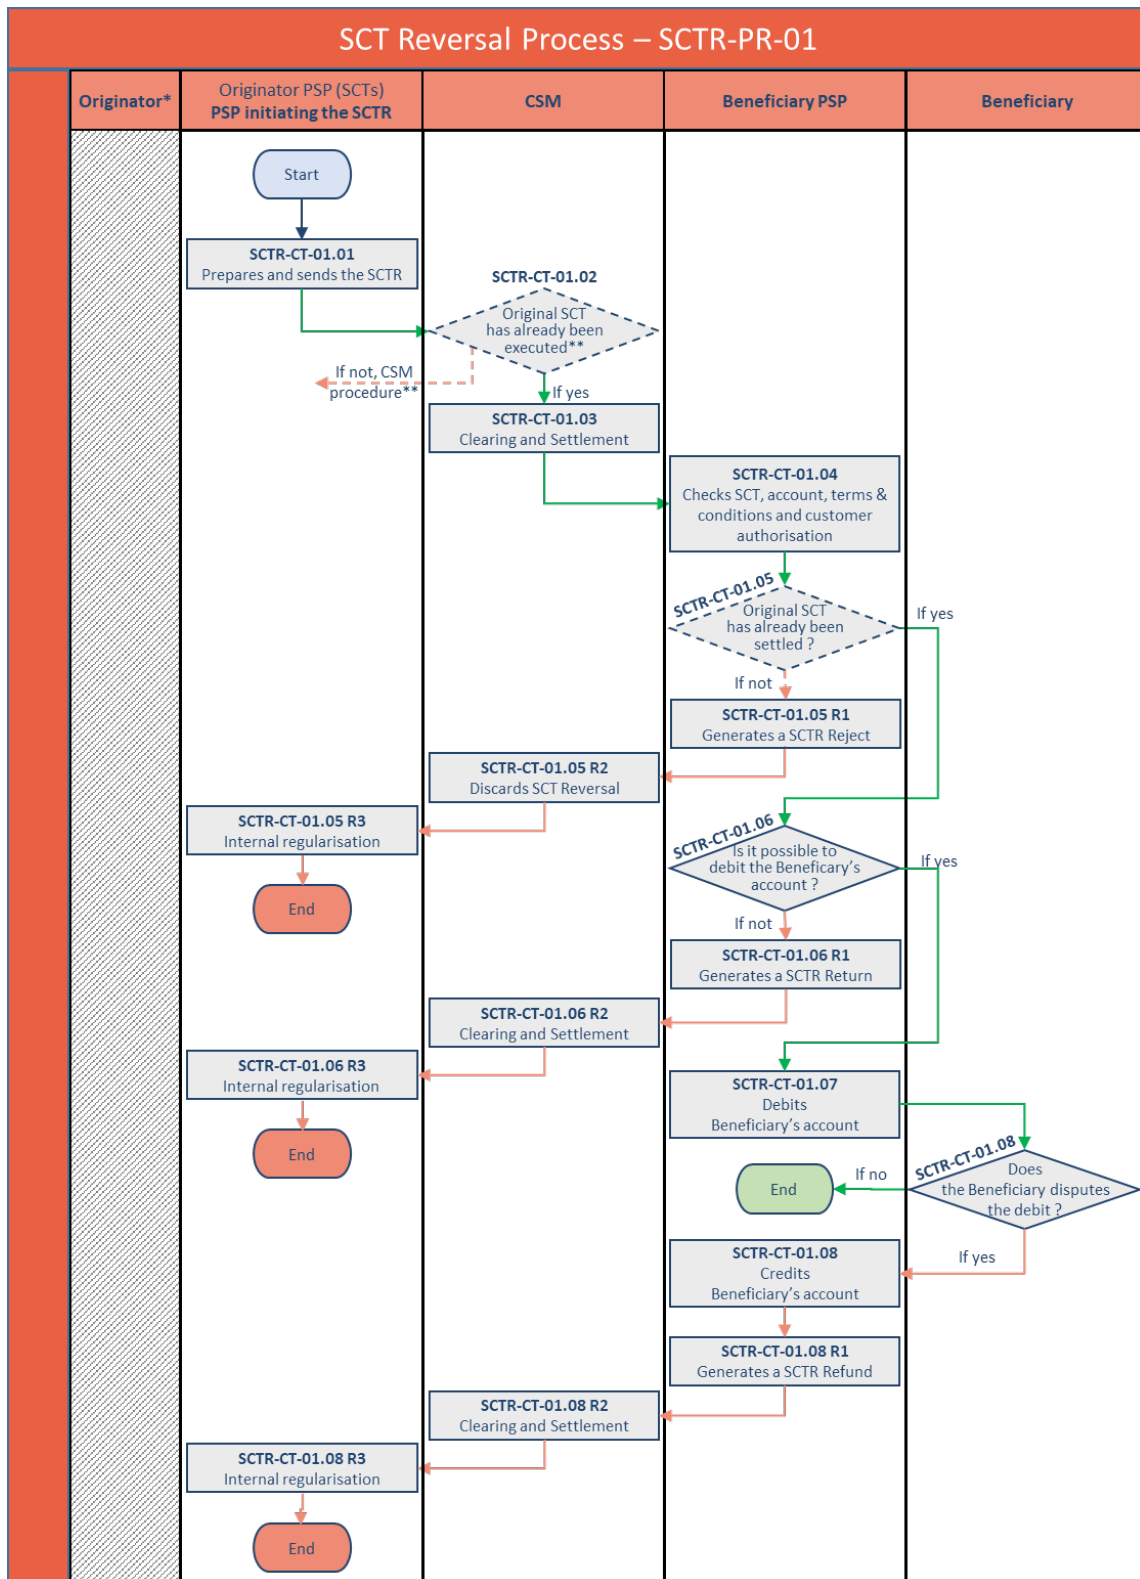 SCT Reversal Process – SCTR-PR-01
Originator*
Originator PSP (SCTs)
PSP initiating the SCTR
CSM
Beneficiary PSP
Beneficiary
Start
SCTR-CT-01.01
Prepares and sends the SCTR
SCTR-CT-01.02
Original SCT
has already been
executed**
If not, CSM
procedure**
If yes
SCTR-CT-01.03
Clearing and Settlement
SCTR-CT-01.04
Checks SCT, account, terms &
conditions and customer
authorisation
SCTR-CT-01.05
Original SCT
has already been
settled ?
If yes
If not
SCTR-CT-01.05 R1
Generates a SCTR Reject
SCTR-CT-01.05 R2
Discards SCT Reversal
SCTR-CT-01.05 R3
Internal regularisation
End
SCTR-CT-01.06
Is it possible to
debit the Beneficary's
account ?
If yes
If not
SCTR-CT-01.06 R1
Generates a SCTR Return
SCTR-CT-01.06 R2
Clearing and Settlement
SCTR-CT-01.06 R3
Internal regularisation
End
SCTR-CT-01.07
Debits
Beneficiary's account
SCTR-CT-01.08
Does
the Beneficiary disputes
the debit ?
If no
End
If yes
SCTR-CT-01.08
Credits
Beneficiary's account
SCTR-CT-01.08 R1
Generates a SCTR Refund
SCTR-CT-01.08 R2
Clearing and Settlement
SCTR-CT-01.08 R3
Internal regularisation
End